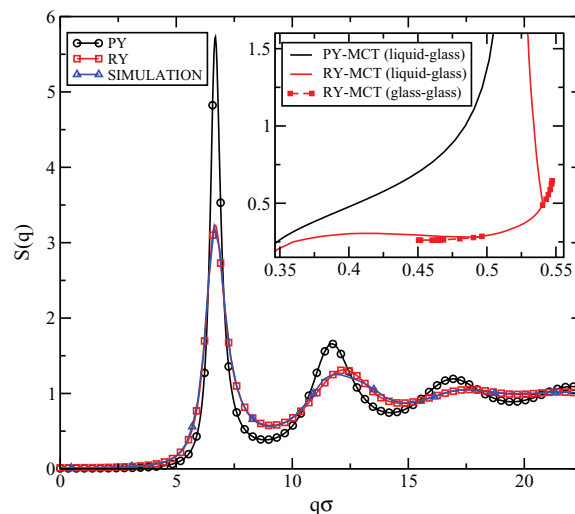 6
5
4
3
2
1
0
S(q)
PY
RY
SIMULATION
PY-MCT (liquid-glass)
RY-MCT (liquid-glass)
RY-MCT (glass-glass)
1.5
1
0.5
0.35 0.4 0.45 0.5 0.55
0 5 10 15 20
qσ